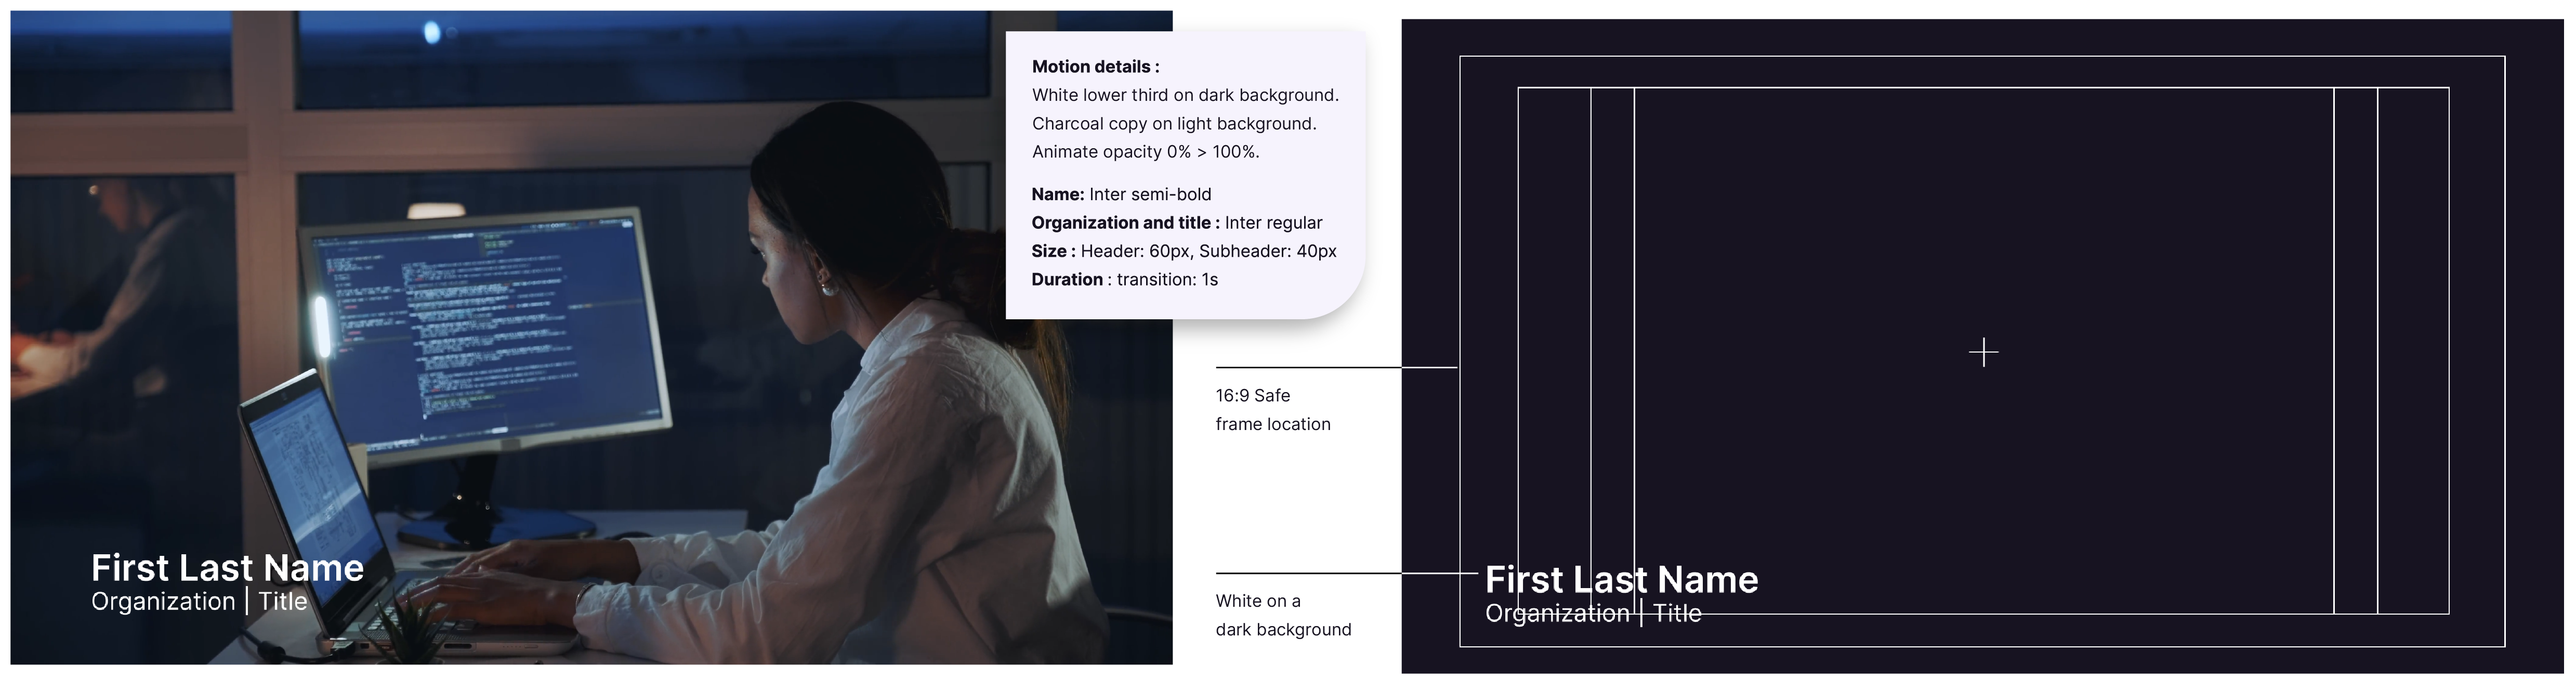 Motion details :
White lower third on dark background.
Charcoal copy on light background.
Animate opacity 0% > 100%.
Name: Inter semi-bold
Organization and title : Inter regular
Size : Header: 60px, Subheader: 40px
Duration : transition: 1s
First Last Name
Organization | Title
16:9 Safe
frame location
White on a
dark background
First Last Name
Organization | Title